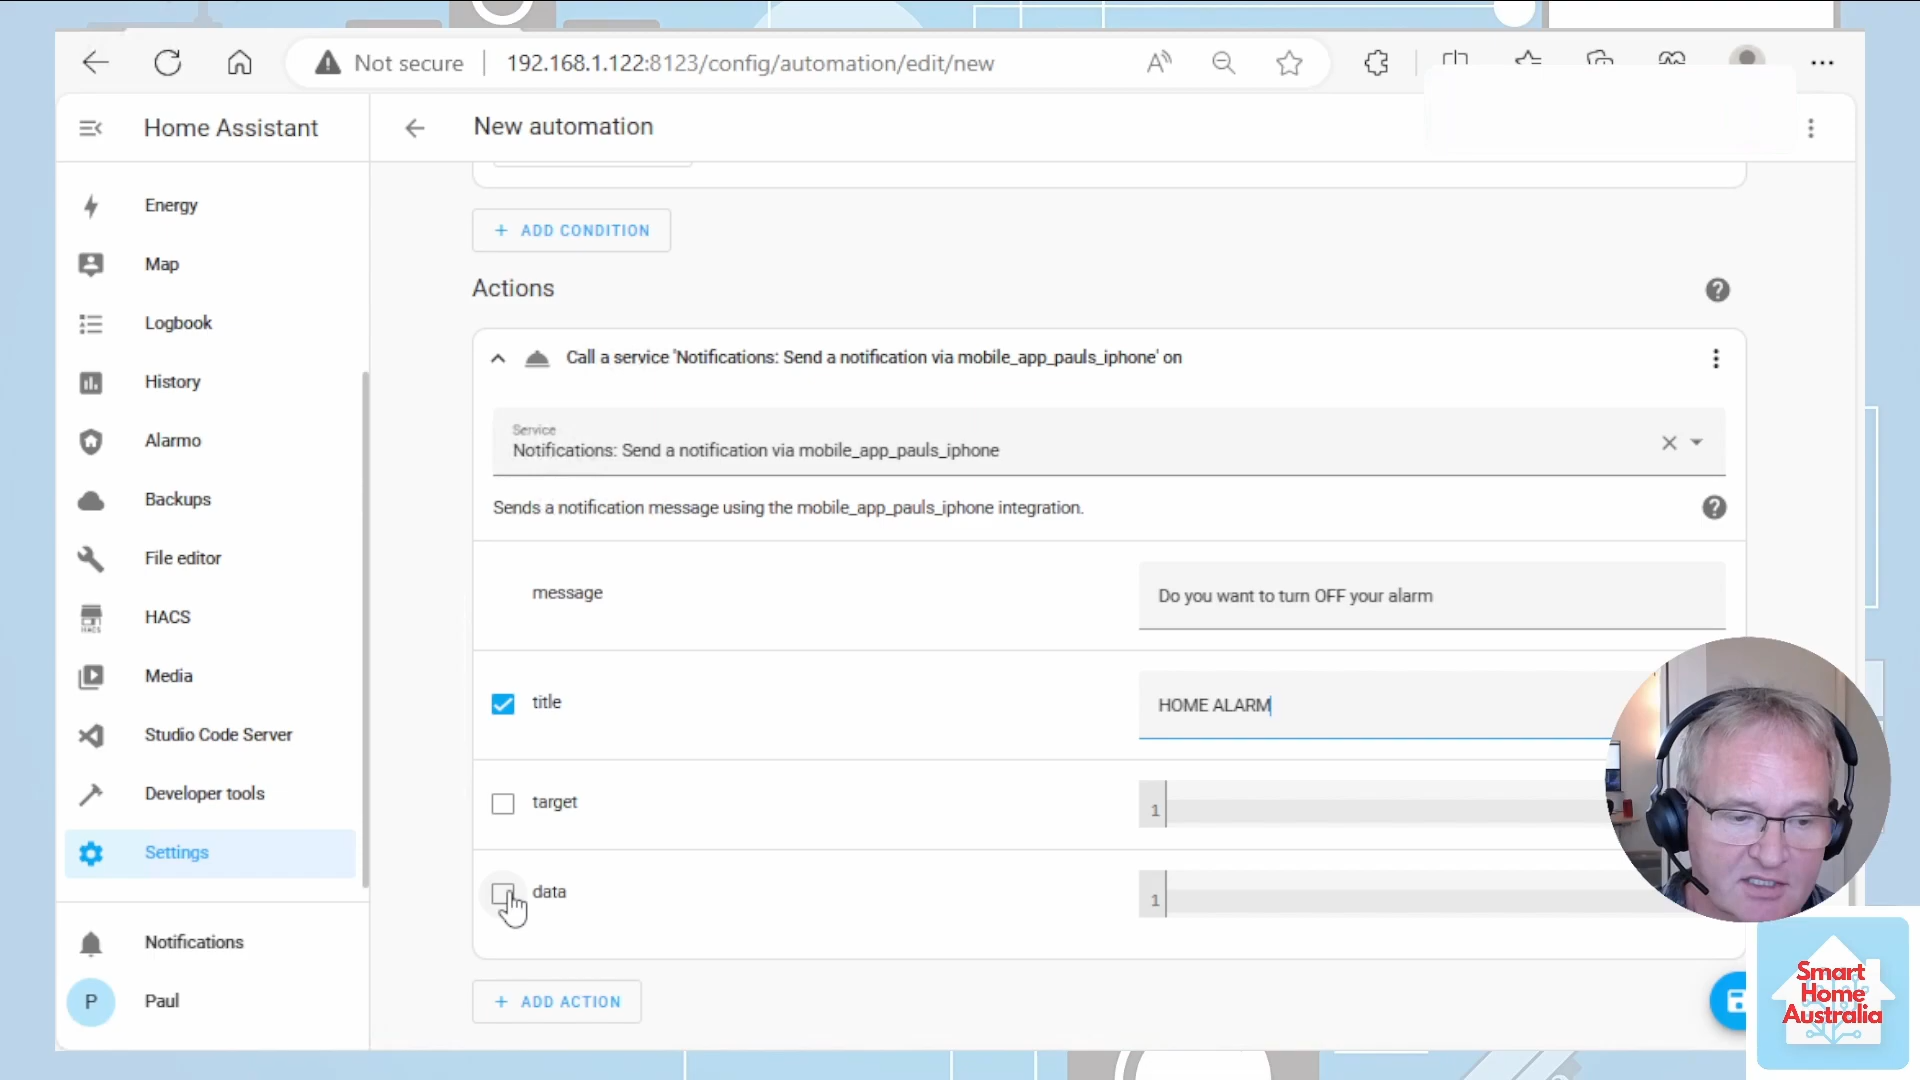 Not secure
192.168.1.122:8123/config/automation/edit/new
Home Assistant
New automation
Energy
Map
Logbook
History
Alarmo
Backups
File editor
HACS
HACS
Media
Studio Code Server
Developer tools
Settings
Notifications
P
Paul
+ ADD CONDITION
Actions
Call a service 'Notifications: Send a notification via mobile_app_pauls_iphone' on
Service
Notifications: Send a notification via mobile_app_pauls_iphone
Sends a notification message using the mobile_app_pauls_iphone integration.
message
Do you want to turn OFF your alarm
title
HOME ALARM
target
1
data
1
+ ADD ACTION
Smart
Home
Australia